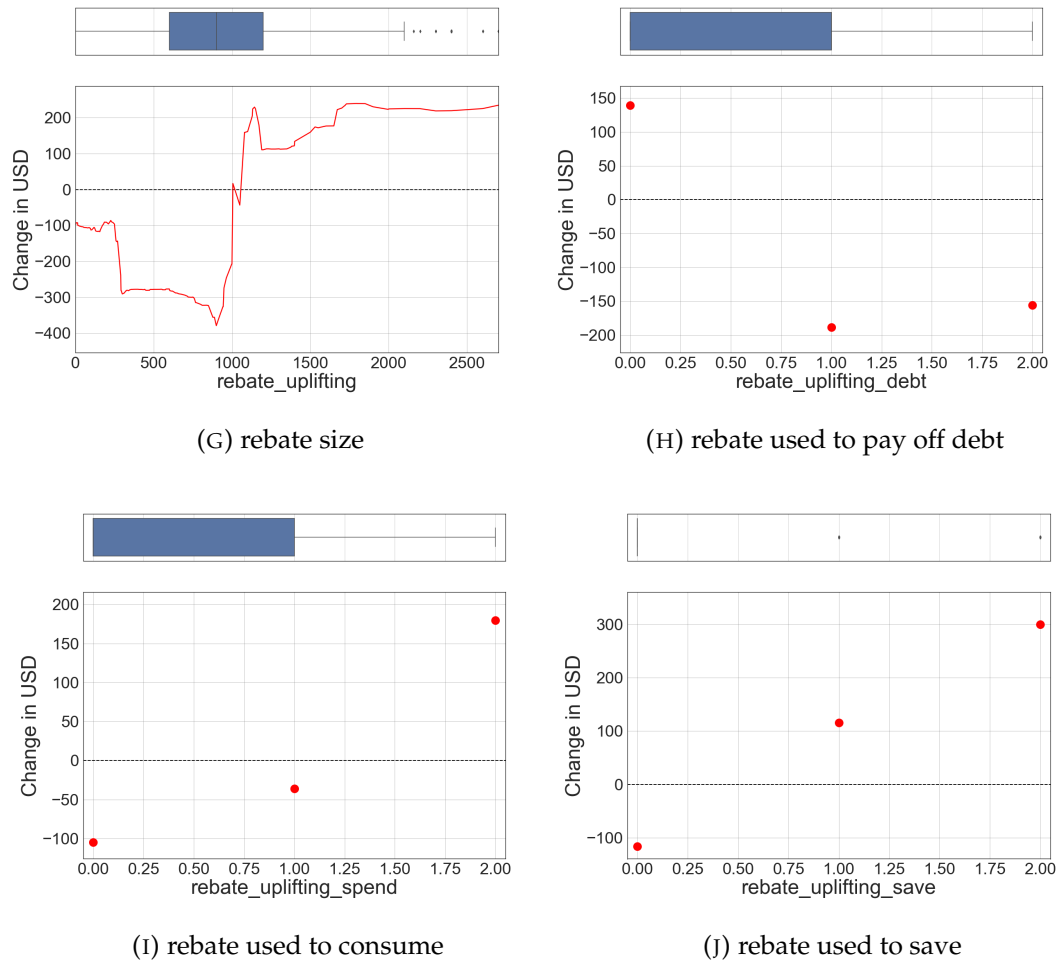 Change in USD
200
100
0
−100
−200
−300
−400
0 500 1000 1500 2000 2500
rebate_uplifting
(G) rebate size
Change in USD
150
100
50
0
−50
−100
−150
−200
0.00 0.25 0.50 0.75 1.00 1.25 1.50 1.75 2.00
rebate_uplifting_debt
(H) rebate used to pay off debt
Change in USD
200
150
100
50
0
−50
−100
0.00 0.25 0.50 0.75 1.00 1.25 1.50 1.75 2.00
rebate_uplifting_spend
(I) rebate used to consume
Change in USD
300
200
100
0
−100
0.00 0.25 0.50 0.75 1.00 1.25 1.50 1.75 2.00
rebate_uplifting_save
(J) rebate used to save